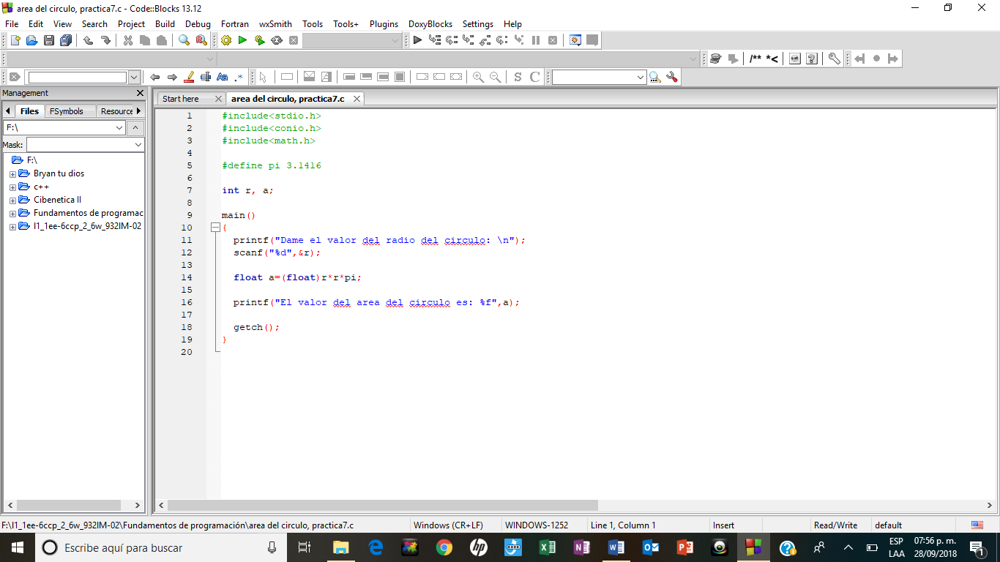 area del circulo, practica7.c - Code::Blocks 13.12
File Edit View Search Project Build Debug Fortran wxSmith Tools Tools+ Plugins DoxyBlocks Settings Help
/** *<
Aa .*
S C
Management
Files FSymbols Resource
F:\
Mask:
F:\
Bryan tu dios
c++
Cibenetica II
Fundamentos de programac
I1_1ee-6ccp_2_6w_932IM-02
Start here area del circulo, practica7.c
1 #include<stdio.h>
2 #include<conio.h>
3 #include<math.h>
4
5 #define pi 3.1416
6
7 int r, a;
8
9 main()
10 {
11 printf("Dame el valor del radio del circulo: \n");
12 scanf("%d",&r);
13
14 float a=(float)r*r*pi;
15
16 printf("El valor del area del circulo es: %f",a);
17
18 getch();
19 }
20
F:\I1_1ee-6ccp_2_6w_932IM-02\Fundamentos de programación\area del circulo, practica7.c Windows (CR+LF) WINDOWS-1252 Line 1, Column 1 Insert Read/Write default
Escribe aquí para buscar
ESP 07:56 p. m.
LAA 28/09/2018
1